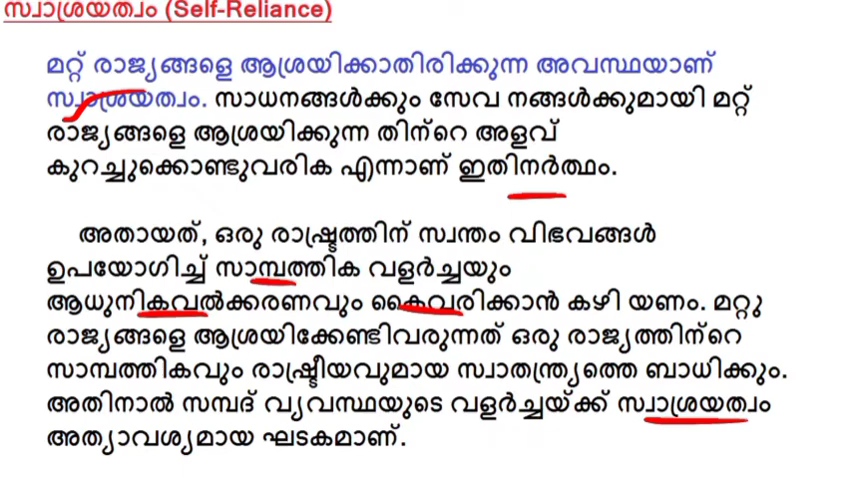 സ്വാശ്രയത്വം (Self-Reliance)
മറ്റ് രാജ്യങ്ങളെ ആശ്രയിക്കാതിരിക്കുന്ന അവസ്ഥയാണ്
സ്വാശ്രയത്വം. സാധനങ്ങൾക്കും സേവ നങ്ങൾക്കുമായി മറ്റ്
രാജ്യങ്ങളെ ആശ്രയിക്കുന്ന തിന്റെ അളവ്
കുറച്ചുക്കൊണ്ടുവരിക എന്നാണ് ഇതിനർത്ഥം.
അതായത്, ഒരു രാഷ്ട്രത്തിന് സ്വന്തം വിഭവങ്ങൾ
ഉപയോഗിച്ച് സാമ്പത്തിക വളർച്ചയും
ആധുനികവൽക്കരണവും കൈവരിക്കാൻ കഴി യണം. മറ്റു
രാജ്യങ്ങളെ ആശ്രയിക്കേണ്ടിവരുന്നത് ഒരു രാജ്യത്തിന്റെ
സാമ്പത്തികവും രാഷ്ട്രീയവുമായ സ്വാതന്ത്ര്യത്തെ ബാധിക്കും.
അതിനാൽ സമ്പദ് വ്യവസ്ഥയുടെ വളർച്ചയ്ക്ക് സ്വാശ്രയത്വം
അത്യാവശ്യമായ ഘടകമാണ്.